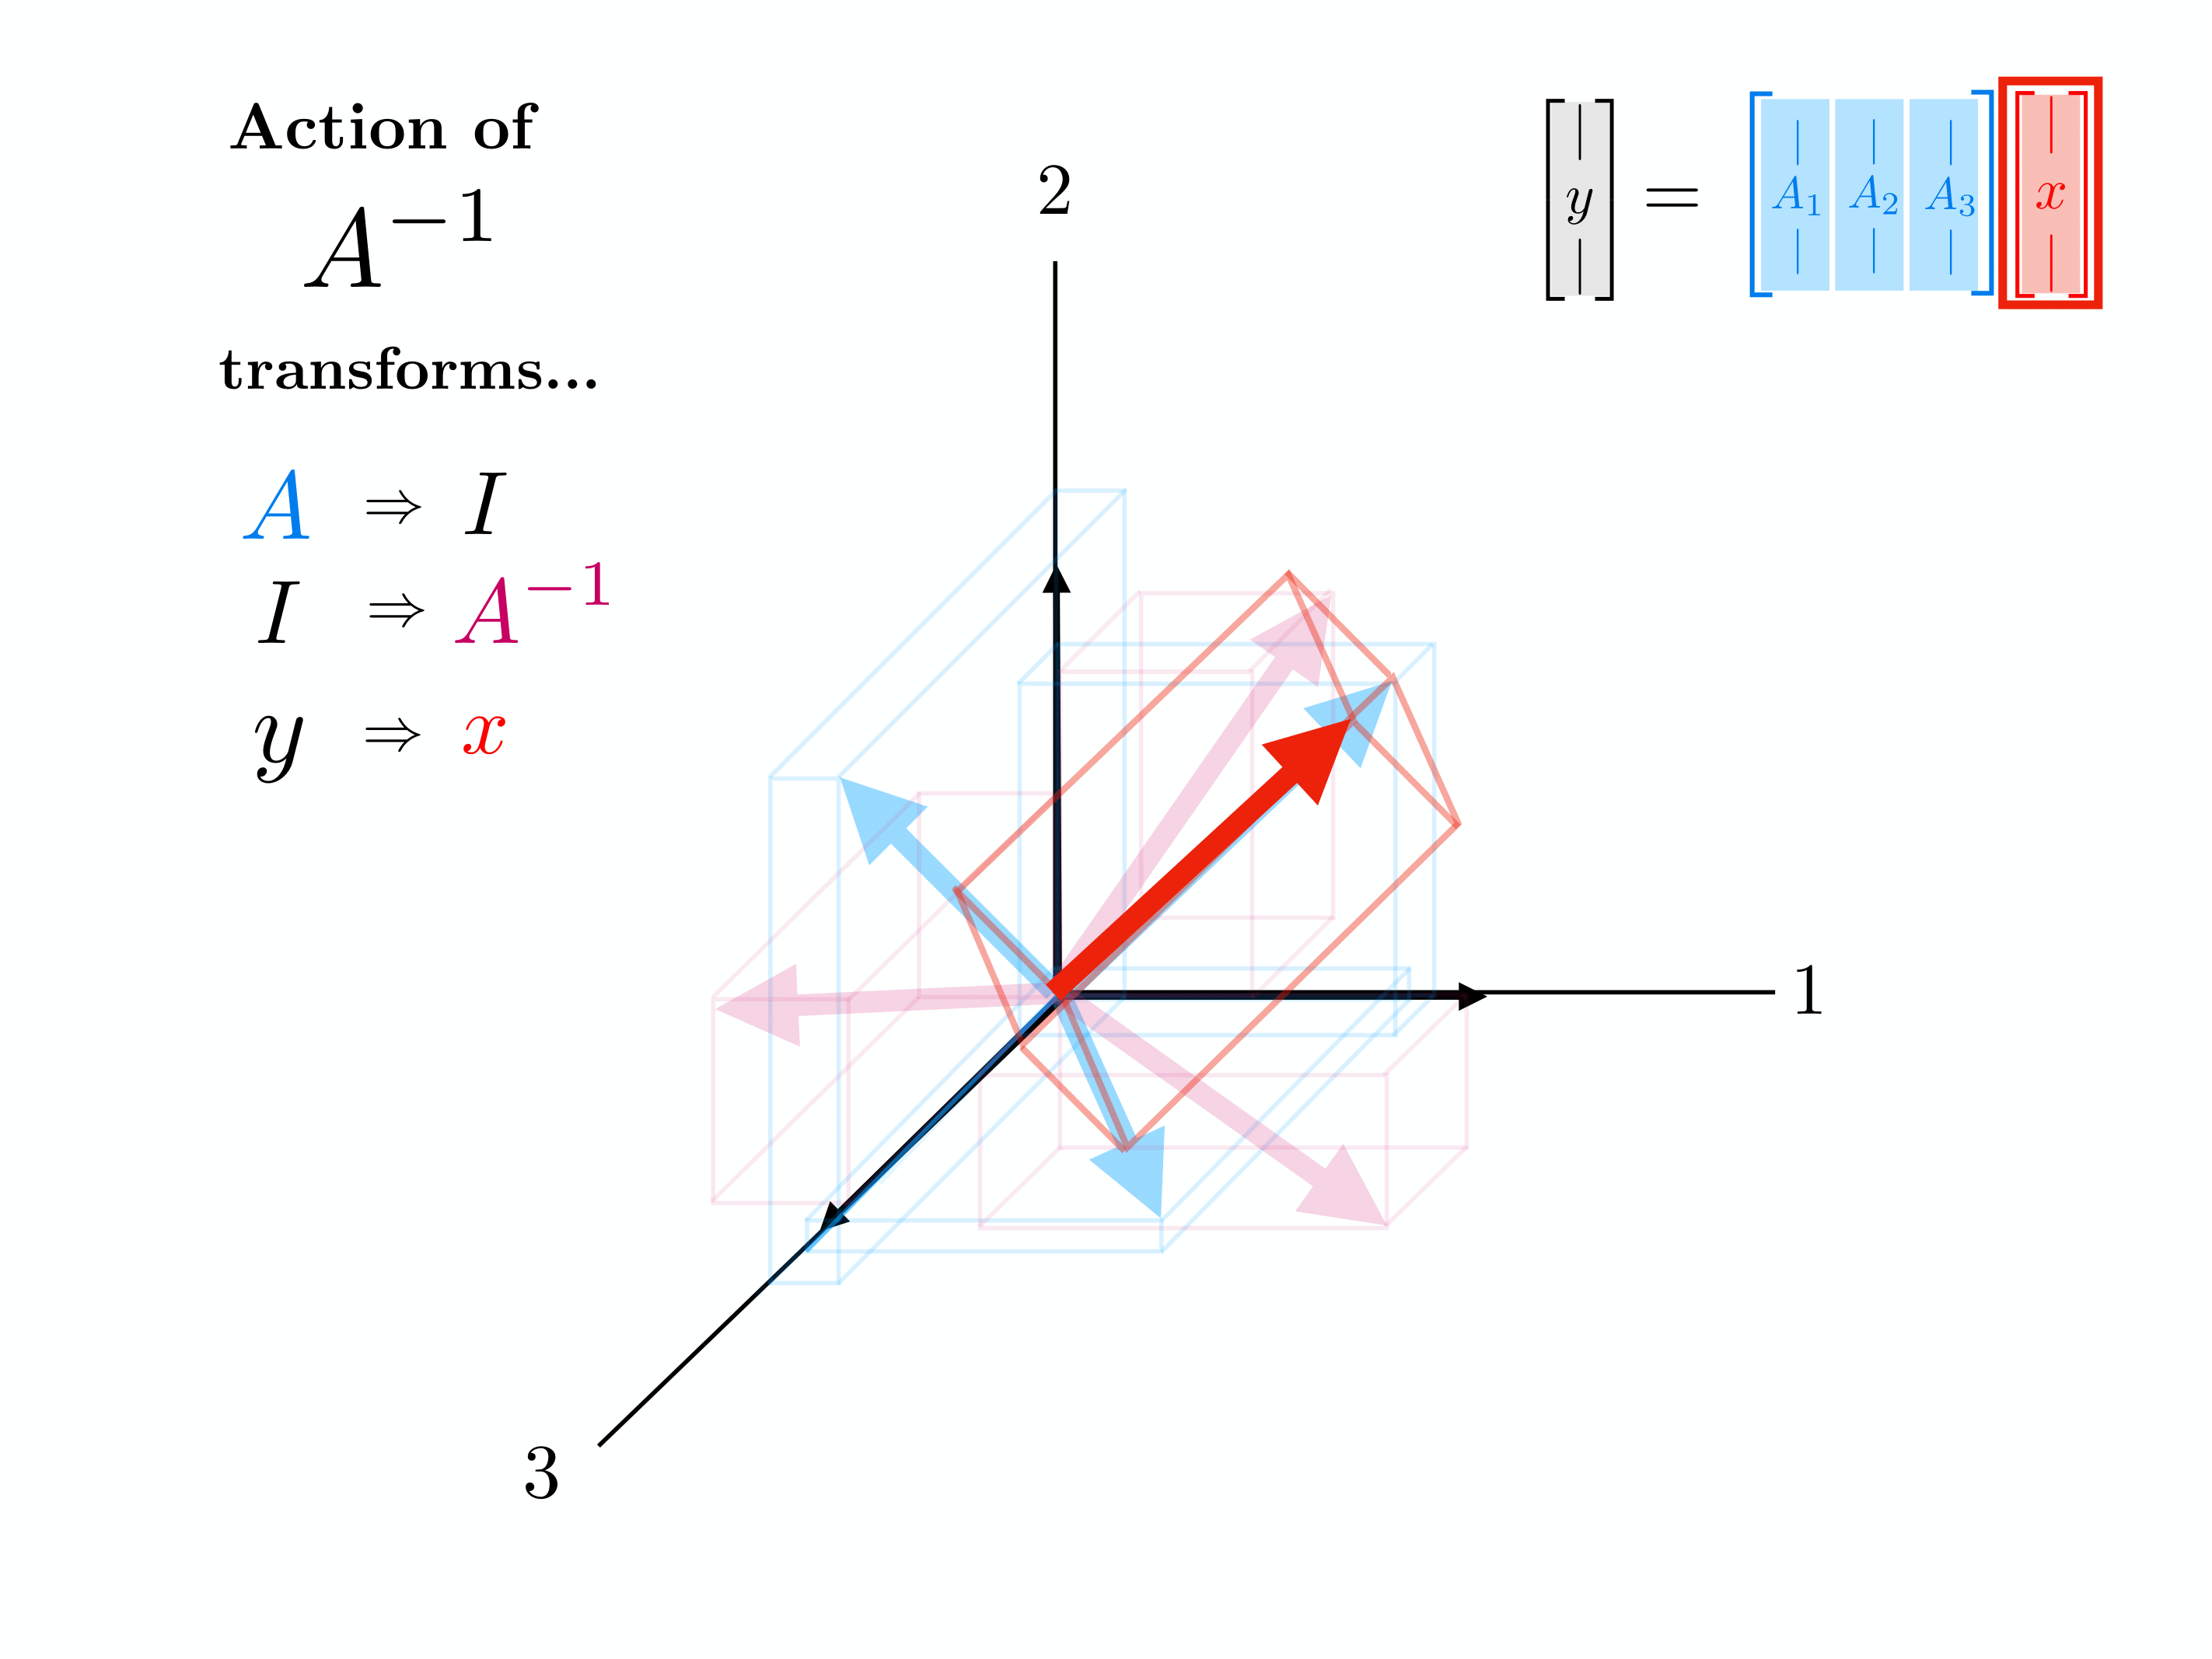 Action of
A⁻¹
transforms...
A ⇒ I
I ⇒ A⁻¹
y ⇒ x
y = A₁ A₂ A₃ x
2
1
3